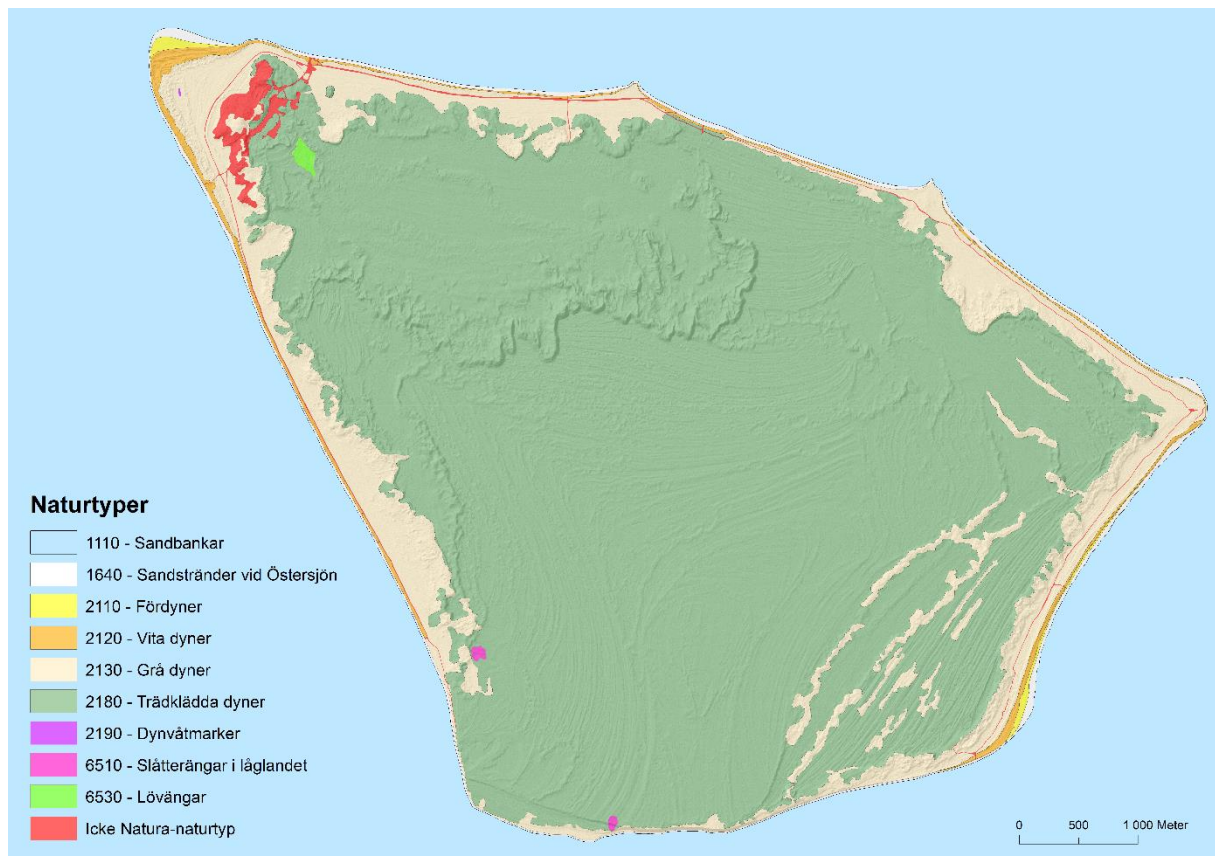 Naturtyper
1110 - Sandbankar
1640 - Sandstränder vid Östersjön
2110 - Fördyner
2120 - Vita dyner
2130 - Grå dyner
2180 - Trädklädda dyner
2190 - Dynvåtmarker
6510 - Slåtterängar i låglandet
6530 - Lövängar
Icke Natura-naturtyp
0 500 1 000 Meter